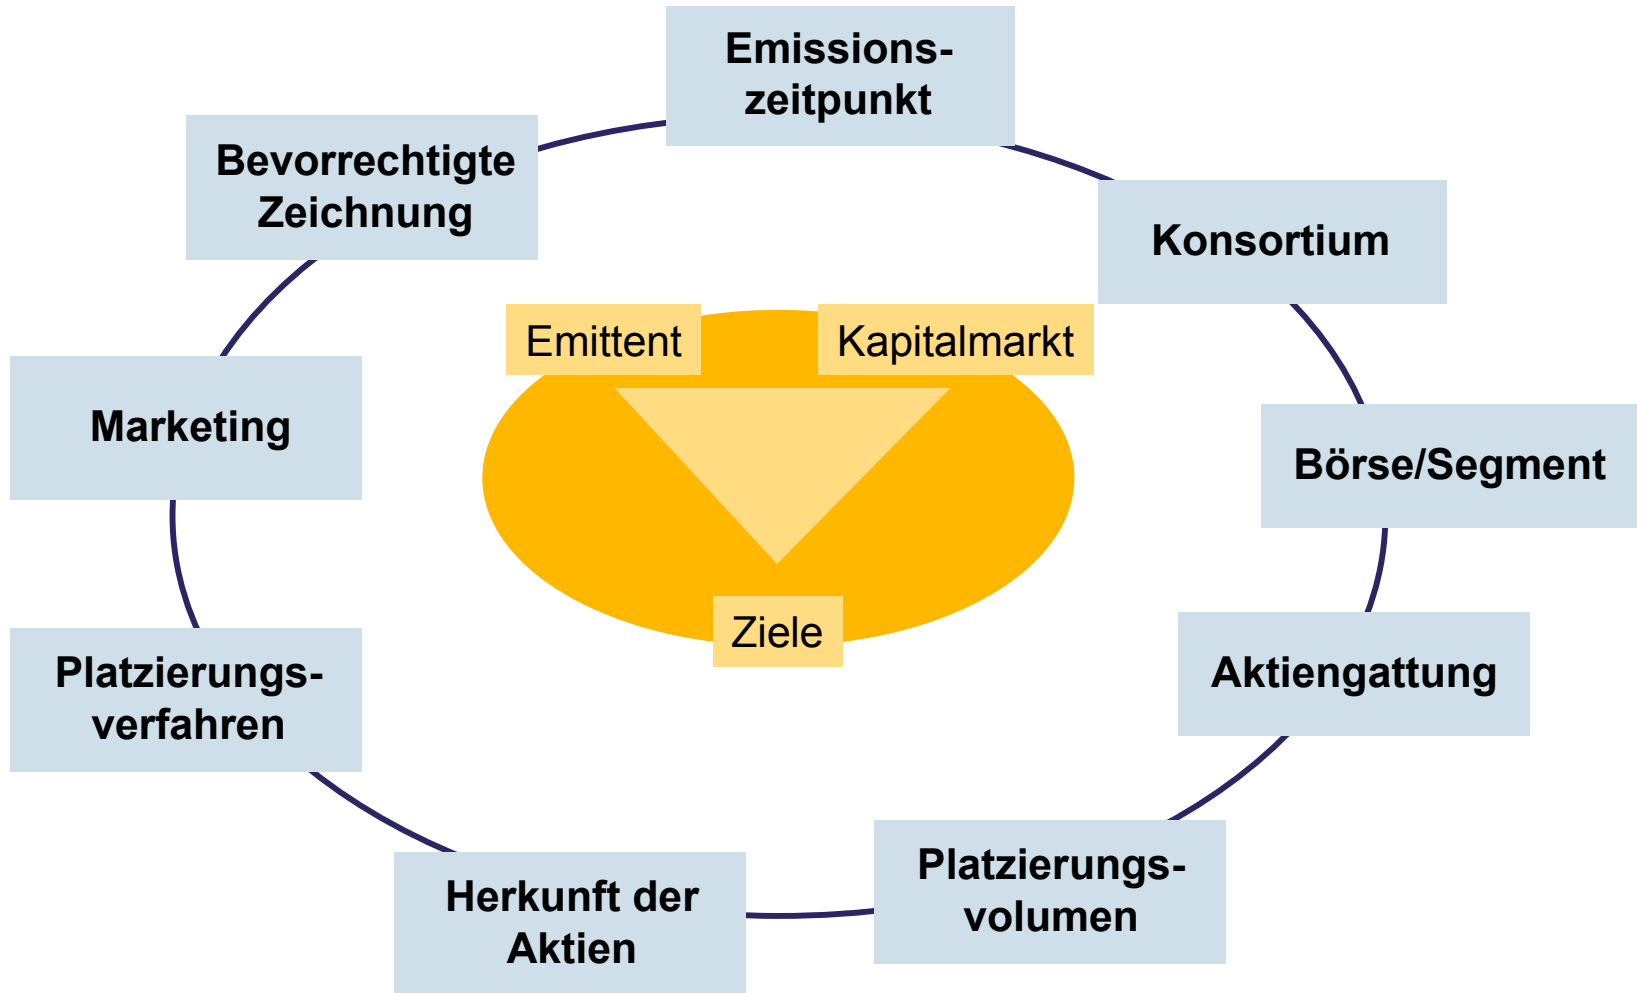 Emissions-
zeitpunkt
Bevorrechtigte
Zeichnung
Konsortium
Emittent
Kapitalmarkt
Marketing
Börse/Segment
Ziele
Platzierungs-
verfahren
Aktiengattung
Platzierungs-
volumen
Herkunft der
Aktien